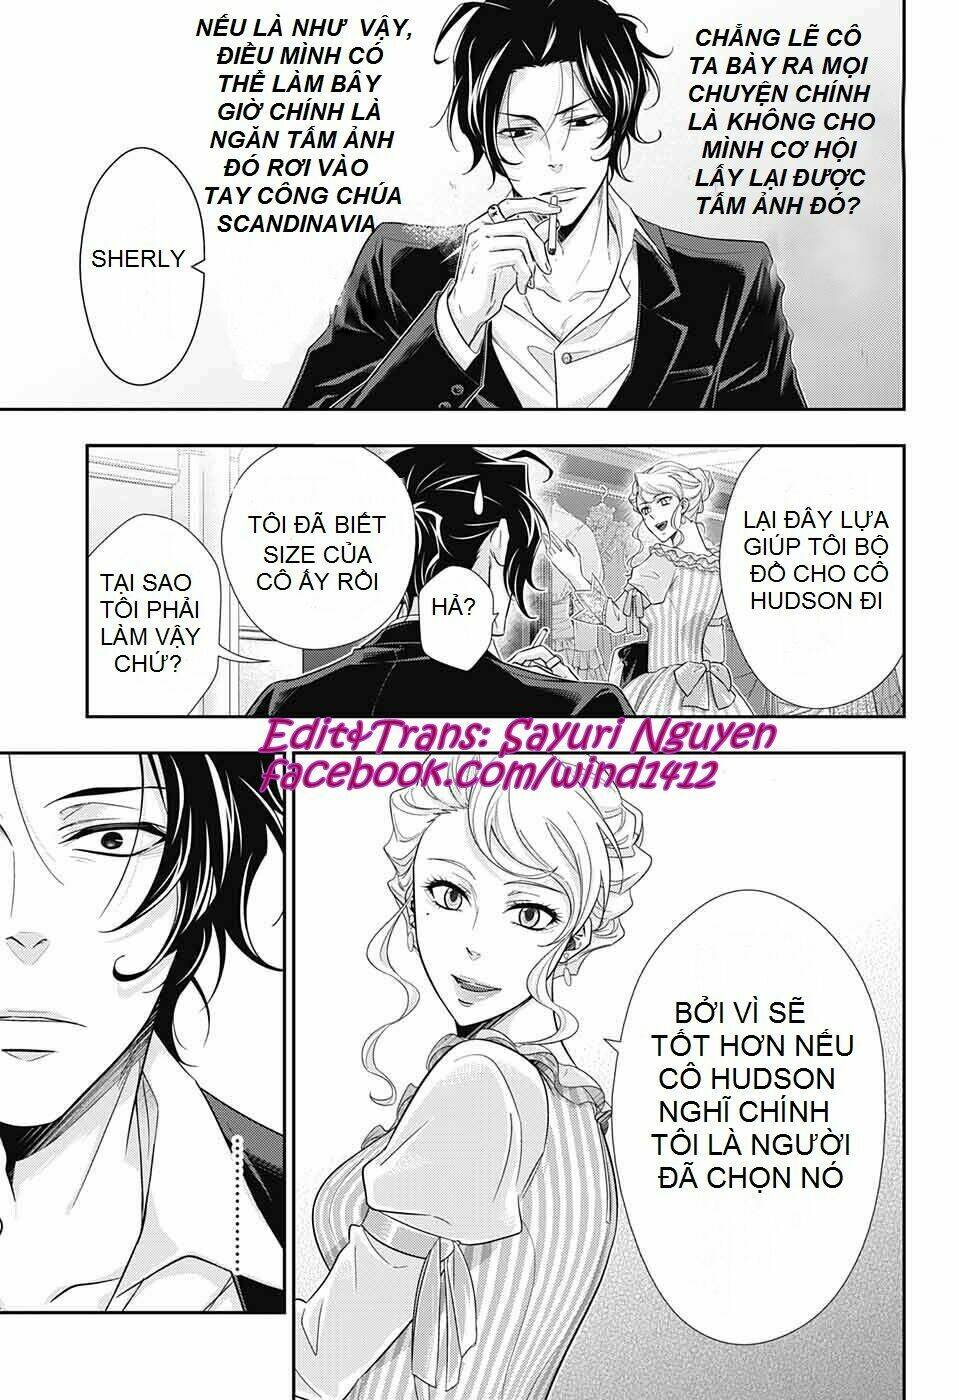 CHẲNG LẼ CÔ
TA BÀY RA MỌI
CHUYỆN CHÍNH
LÀ KHÔNG CHO
MÌNH CƠ HỘI
LẤY LẠI ĐƯỢC
TẤM ẢNH ĐÓ?
NẾU LÀ NHƯ VẬY,
ĐIỀU MÌNH CÓ
THỂ LÀM BÂY
GIỜ CHÍNH LÀ
NGĂN TẤM ẢNH
ĐÓ RƠI VÀO
TAY CÔNG CHÚA
SCANDINAVIA
SHERLY
LẠI ĐÂY LỰA
GIÚP TÔI BỘ
ĐỒ CHO CÔ
HUDSON ĐI
HẢ?
TÔI ĐÃ BIẾT
SIZE CỦA
CÔ ẤY RỒI
TẠI SAO
TÔI PHẢI
LÀM VẬY
CHỨ?
Edit&Trans: Sayuri Nguyen
facebook.com/wind1412
BỞI VÌ SẼ
TỐT HƠN NẾU
CÔ HUDSON
NGHĨ CHÍNH
TÔI LÀ NGƯỜI
ĐÃ CHỌN NÓ